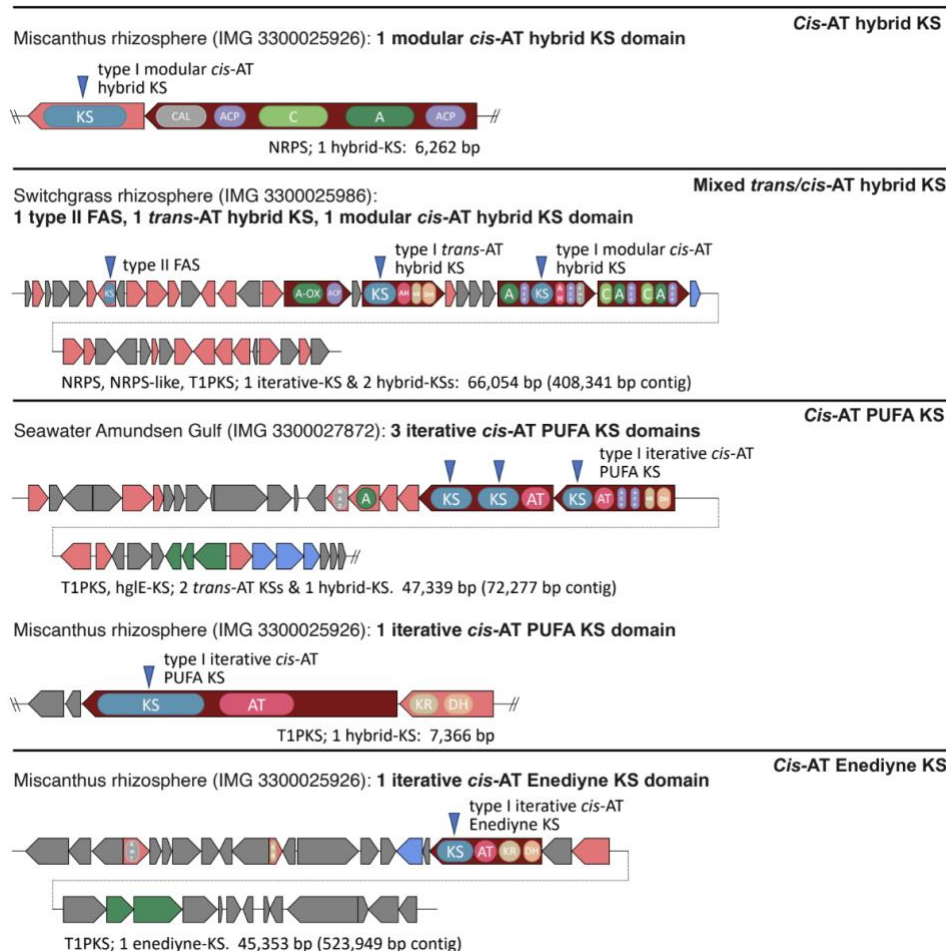 Cis-AT hybrid KS
Miscanthus rhizosphere (IMG 3300025926): 1 modular cis-AT hybrid KS domain
type I modular cis-AT
hybrid KS
KS CAL ACP C A ACP
NRPS; 1 hybrid-KS: 6,262 bp
Mixed trans/cis-AT hybrid KS
Switchgrass rhizosphere (IMG 3300025986):
1 type II FAS, 1 trans-AT hybrid KS, 1 modular cis-AT hybrid KS domain
type II FAS
type I trans-AT
hybrid KS
type I modular cis-AT
hybrid KS
KS A-OX ACP KS DH A KS C A C A
NRPS, NRPS-like, T1PKS; 1 iterative-KS & 2 hybrid-KSs: 66,054 bp (408,341 bp contig)
Cis-AT PUFA KS
Seawater Amundsen Gulf (IMG 3300027872): 3 iterative cis-AT PUFA KS domains
type I iterative cis-AT
PUFA KS
A KS KS AT KS AT DH
T1PKS, hglE-KS; 2 trans-AT KSs & 1 hybrid-KS. 47,339 bp (72,277 bp contig)
Miscanthus rhizosphere (IMG 3300025926): 1 iterative cis-AT PUFA KS domain
type I iterative cis-AT
PUFA KS
KS AT KR DH
T1PKS; 1 hybrid-KS: 7,366 bp
Cis-AT Enediyne KS
Miscanthus rhizosphere (IMG 3300025926): 1 iterative cis-AT Enediyne KS domain
type I iterative cis-AT
Enediyne KS
KS AT KR DH
T1PKS; 1 enediyne-KS. 45,353 bp (523,949 bp contig)